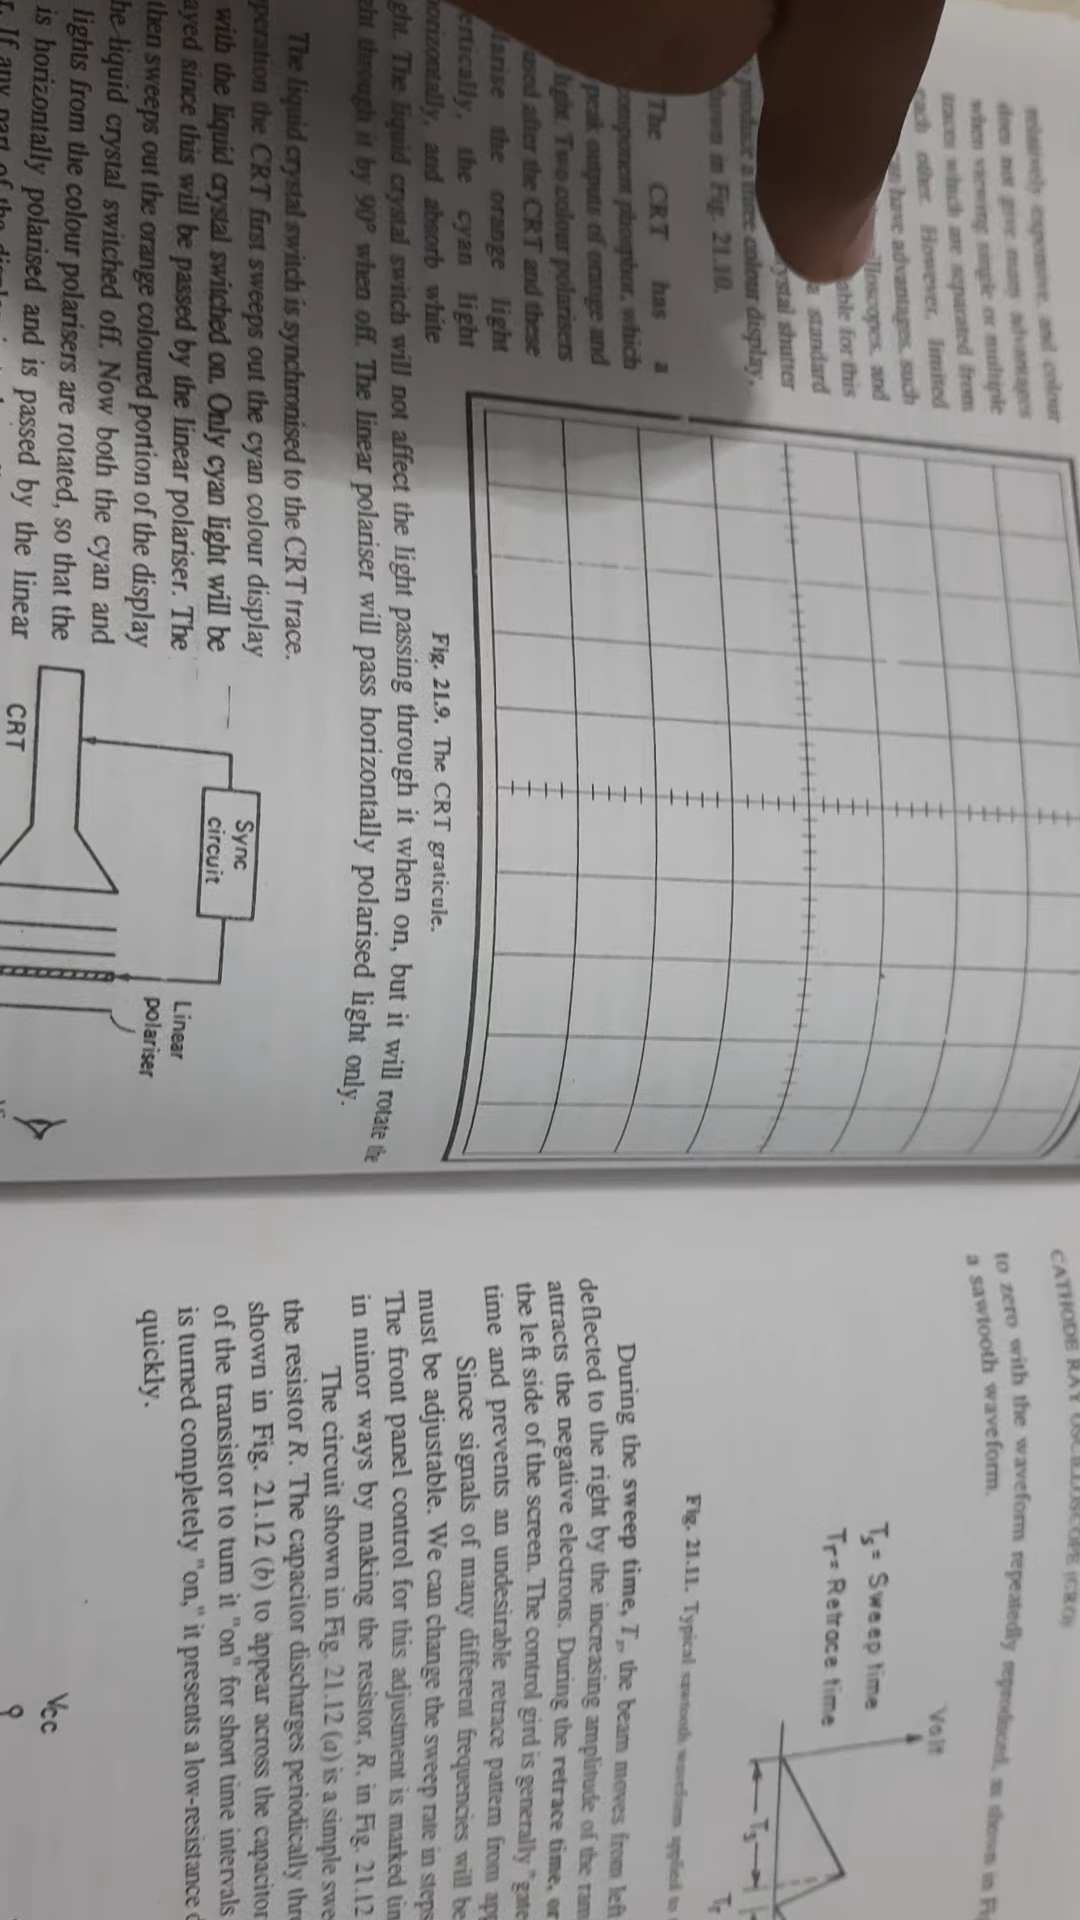 relatively expensive, and colour
does not give many advantages
when viewing single or multiple
traces which are separated from
each other. However, limited
have advantages, such
and
for this
a standard
crystal shutter
produce a three colour display,
shown in Fig. 21.10.
The CRT has a
component phosphor, which
peak outputs of orange and
light. Two colour polarisers
used after the CRT and these
the orange light
vertically, the cyan light
horizontally, and absorb white
light. The liquid crystal switch will not affect the light passing through it when on, but it will rotate the
light through it by 90° when off. The linear polariser will pass horizontally polarised light only.
Fig. 21.9. The CRT graticule.
The liquid crystal switch is synchronised to the CRT trace.
operation the CRT first sweeps out the cyan colour display
with the liquid crystal switched on. Only cyan light will be
ayed since this will be passed by the linear polariser. The
then sweeps out the orange coloured portion of the display
he liquid crystal switched off. Now both the cyan and
lights from the colour polarisers are rotated, so that the
is horizontally polarised and is passed by the linear
If any part of the
Sync
circuit
CRT
Linear
polariser
CATHODE RAY OSCILLOSCOPE (CRO)
to zero with the waveform repeatedly reproduced, as shown in Fig
a sawtooth waveform.
Volt
Ts = Sweep time
Tr = Retrace time
Ts
Tr
Fig. 21.11. Typical sawtooth waveform applied to
During the sweep time, Ts, the beam moves from left
deflected to the right by the increasing amplitude of the ram
attracts the negative electrons. During the retrace time, or
the left side of the screen. The control gird is generally "gate
time and prevents an undesirable retrace pattern from app
Since signals of many different frequencies will be
must be adjustable. We can change the sweep rate in steps
The front panel control for this adjustment is marked tim
in minor ways by making the resistor, R, in Fig. 21.12
The circuit shown in Fig. 21.12 (a) is a simple swe
the resistor R. The capacitor discharges periodically thr
shown in Fig. 21.12 (b) to appear across the capacitor
of the transistor to turn it "on" for short time intervals
is turned completely "on," it presents a low-resistance
quickly.
Vcc